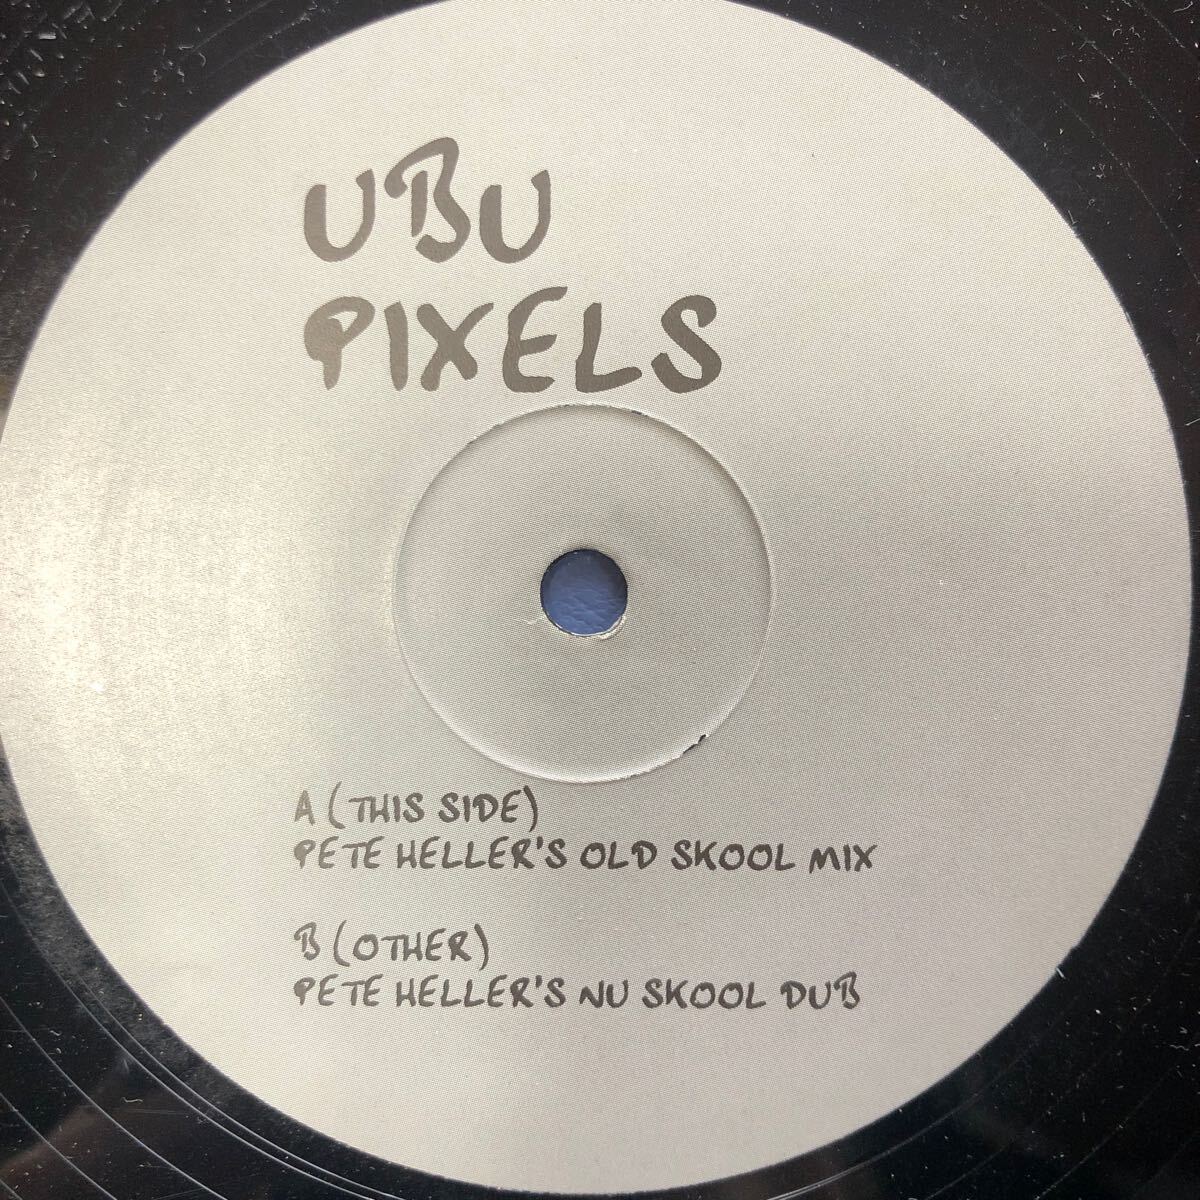 UBU
PIXELS
A (THIS SIDE)
PETE HELLER'S OLD SKOOL MIX
B (OTHER)
PETE HELLER'S NU SKOOL DUB